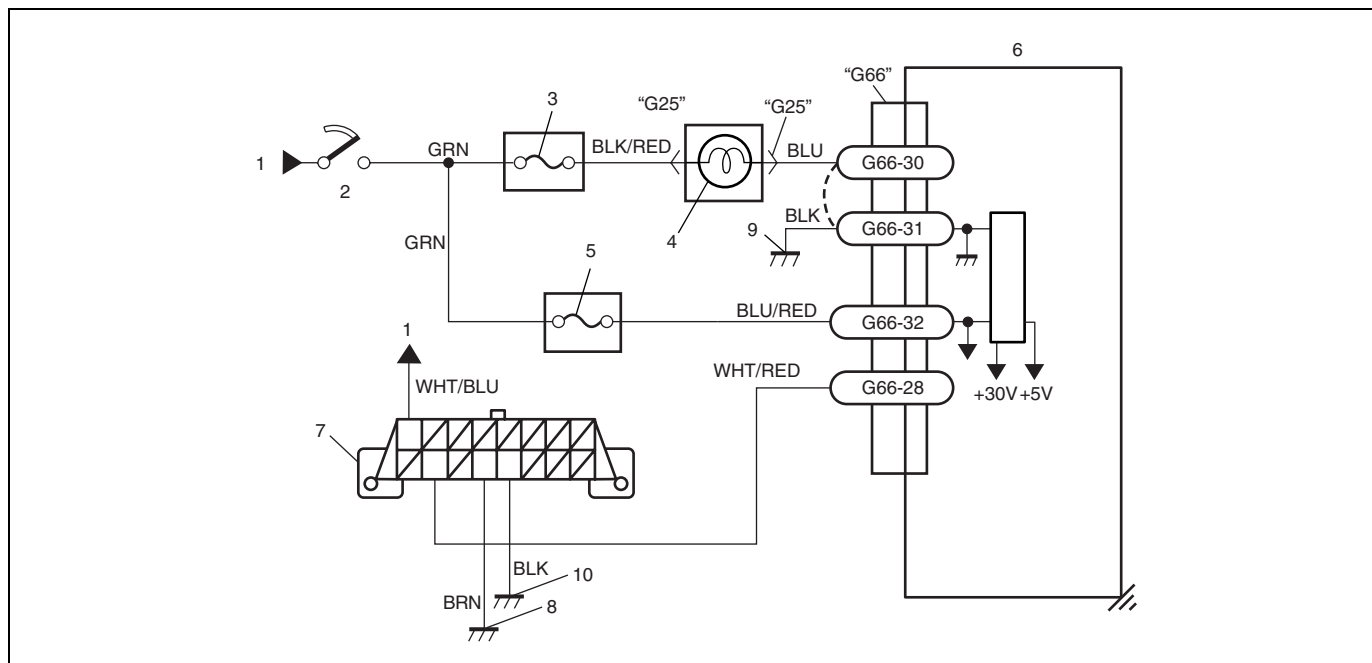 6
“G66”
3
“G25”
“G25”
1
2
GRN
BLK/RED
4
BLU
G66-30
BLK
9
G66-31
GRN
5
BLU/RED
G66-32
+30V +5V
1
WHT/BLU
WHT/RED
G66-28
7
BLK
10
BRN
8